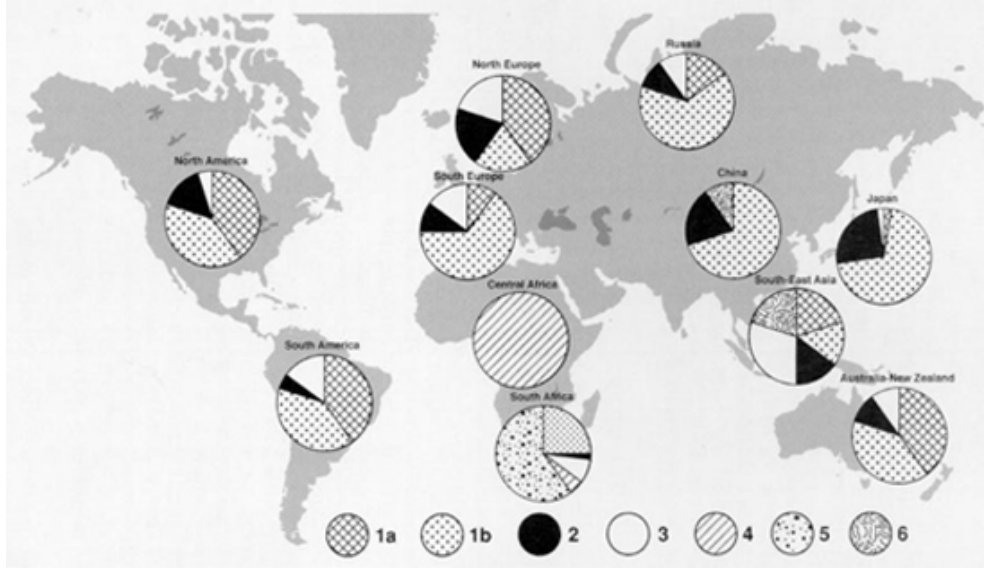 Russia
North Europe
North America
South Europe
China
Japan
Central Africa
South-East Asia
South America
Australia-New Zealand
South Africa
1a 1b 2 3 4 5 6